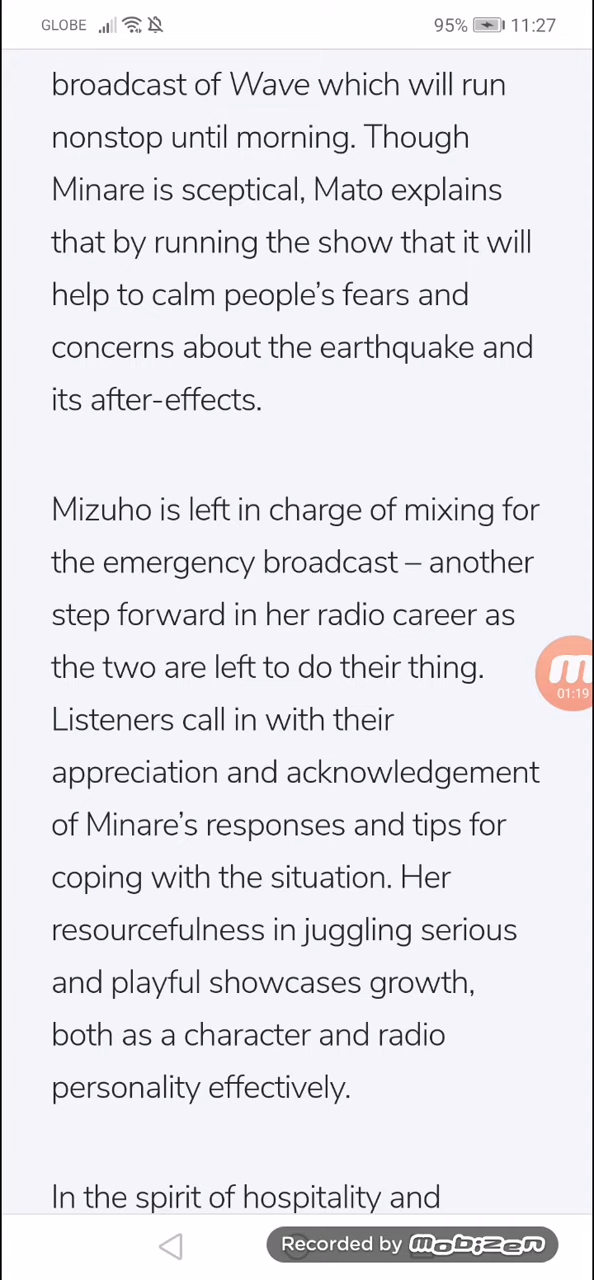 GLOBE 95% 11:27
broadcast of Wave which will run
nonstop until morning. Though
Minare is sceptical, Mato explains
that by running the show that it will
help to calm people’s fears and
concerns about the earthquake and
its after-effects.
Mizuho is left in charge of mixing for
the emergency broadcast – another
step forward in her radio career as
the two are left to do their thing.
m
01:19
Listeners call in with their
appreciation and acknowledgement
of Minare’s responses and tips for
coping with the situation. Her
resourcefulness in juggling serious
and playful showcases growth,
both as a character and radio
personality effectively.
In the spirit of hospitality and
Recorded by mobizen